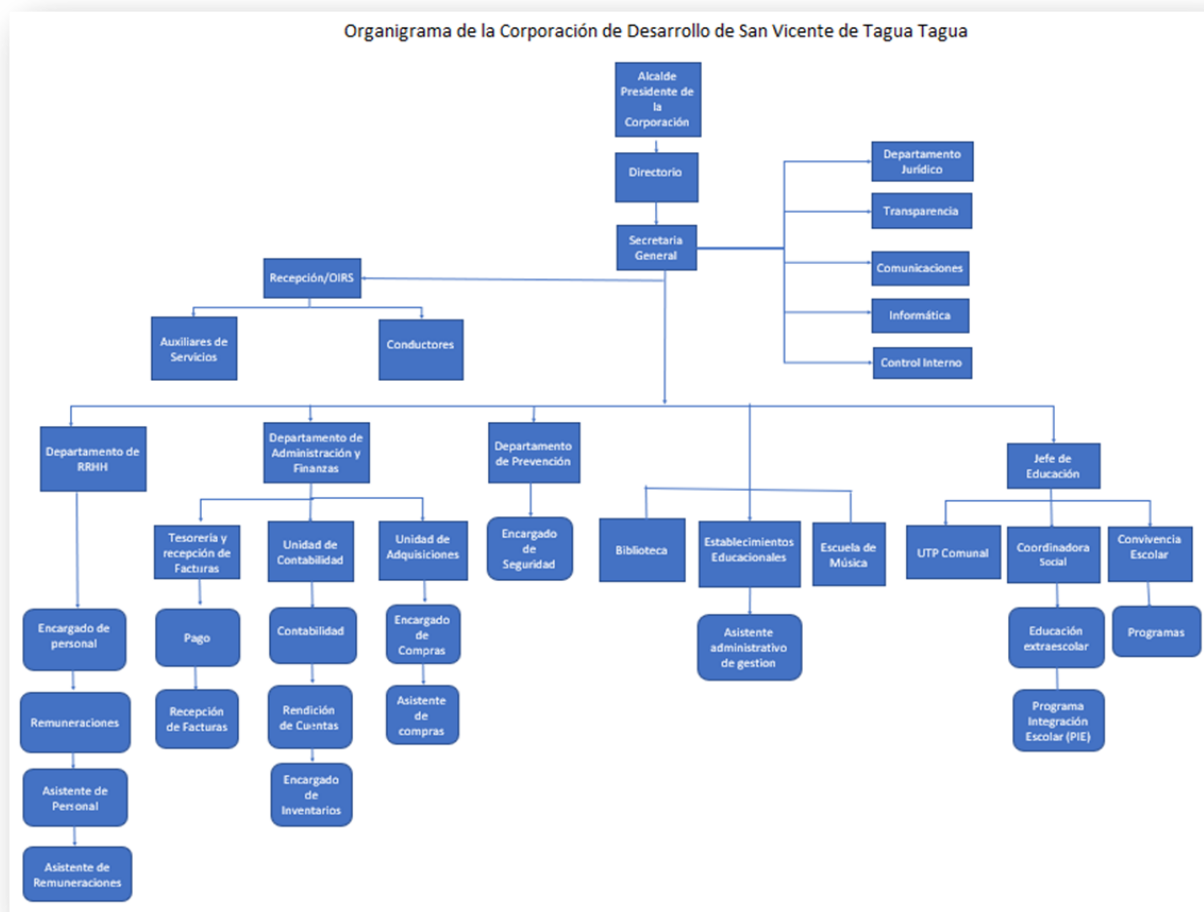 Organigrama de la Corporación de Desarrollo de San Vicente de Tagua Tagua
Alcalde
Presidente de
la
Corporación
Directorio
Secretaria
General
Departamento
Jurídico
Transparencia
Comunicaciones
Informática
Control Interno
Recepción/OIRS
Auxiliares de
Servicios
Conductores
Departamento de
RRHH
Departamento de
Administración y
Finanzas
Departamento
de Prevención
Jefe de
Educación
Tesorería y
recepción de
Facturas
Unidad de
Contabilidad
Unidad de
Adquisiciones
Encargado
de
Seguridad
Biblioteca
Establecimientos
Educacionales
Escuela de
Música
UTP Comunal
Coordinadora
Social
Convivencia
Escolar
Encargado de
personal
Pago
Contabilidad
Encargado
de
Compras
Asistente
administrativo
de gestion
Educación
extraescolar
Programas
Remuneraciones
Recepción
de Facturas
Rendición
de Cuentas
Asistente
de
compras
Programa
Integración
Escolar (PIE)
Asistente de
Personal
Encargado
de
Inventarios
Asistente de
Remuneraciones